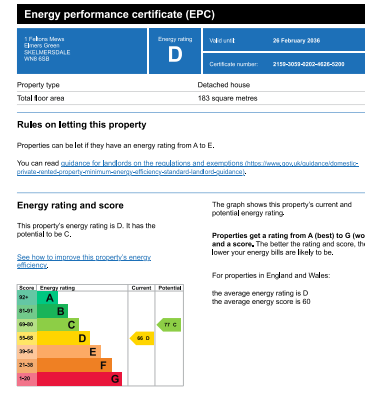 Energy performance certificate (EPC)
1 Fellons Mews
Elmers Green
SKELMERSDALE
WN8 6SB
Energy rating
D
Valid until: 26 February 2036
Certificate number: 2159-3059-0202-4626-5200
Property type Detached house
Total floor area 183 square metres
Rules on letting this property
Properties can be let if they have an energy rating from A to E.
You can read guidance for landlords on the regulations and exemptions (https://www.gov.uk/guidance/domestic-
private-rented-property-minimum-energy-efficiency-standard-landlord-guidance).
Energy rating and score
This property's energy rating is D. It has the
potential to be C.
See how to improve this property's energy
efficiency.
Score Energy rating Current Potential
92+ A
81-91 B
69-80 C 77 C
55-68 D 66 D
39-54 E
21-38 F
1-20 G
The graph shows this property's current and
potential energy rating.
Properties get a rating from A (best) to G (wo
and a score. The better the rating and score, the
lower your energy bills are likely to be.
For properties in England and Wales:
the average energy rating is D
the average energy score is 60